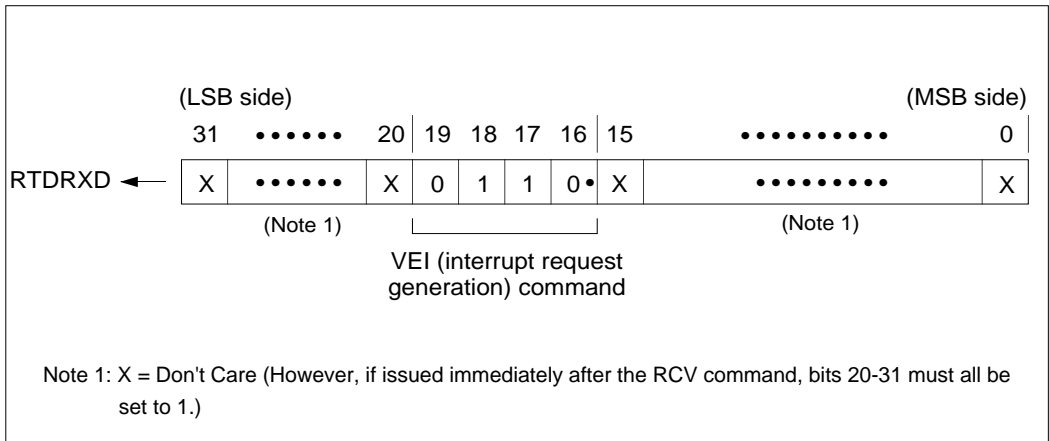 (LSB side) (MSB side)
31 •••••• 20 19 18 17 16 15 •••••••••• 0
RTDRXD X •••••• X 0 1 1 0• X ••••••••• X
(Note 1) (Note 1)
VEI (interrupt request
generation) command
Note 1: X = Don't Care (However, if issued immediately after the RCV command, bits 20-31 must all be
set to 1.)